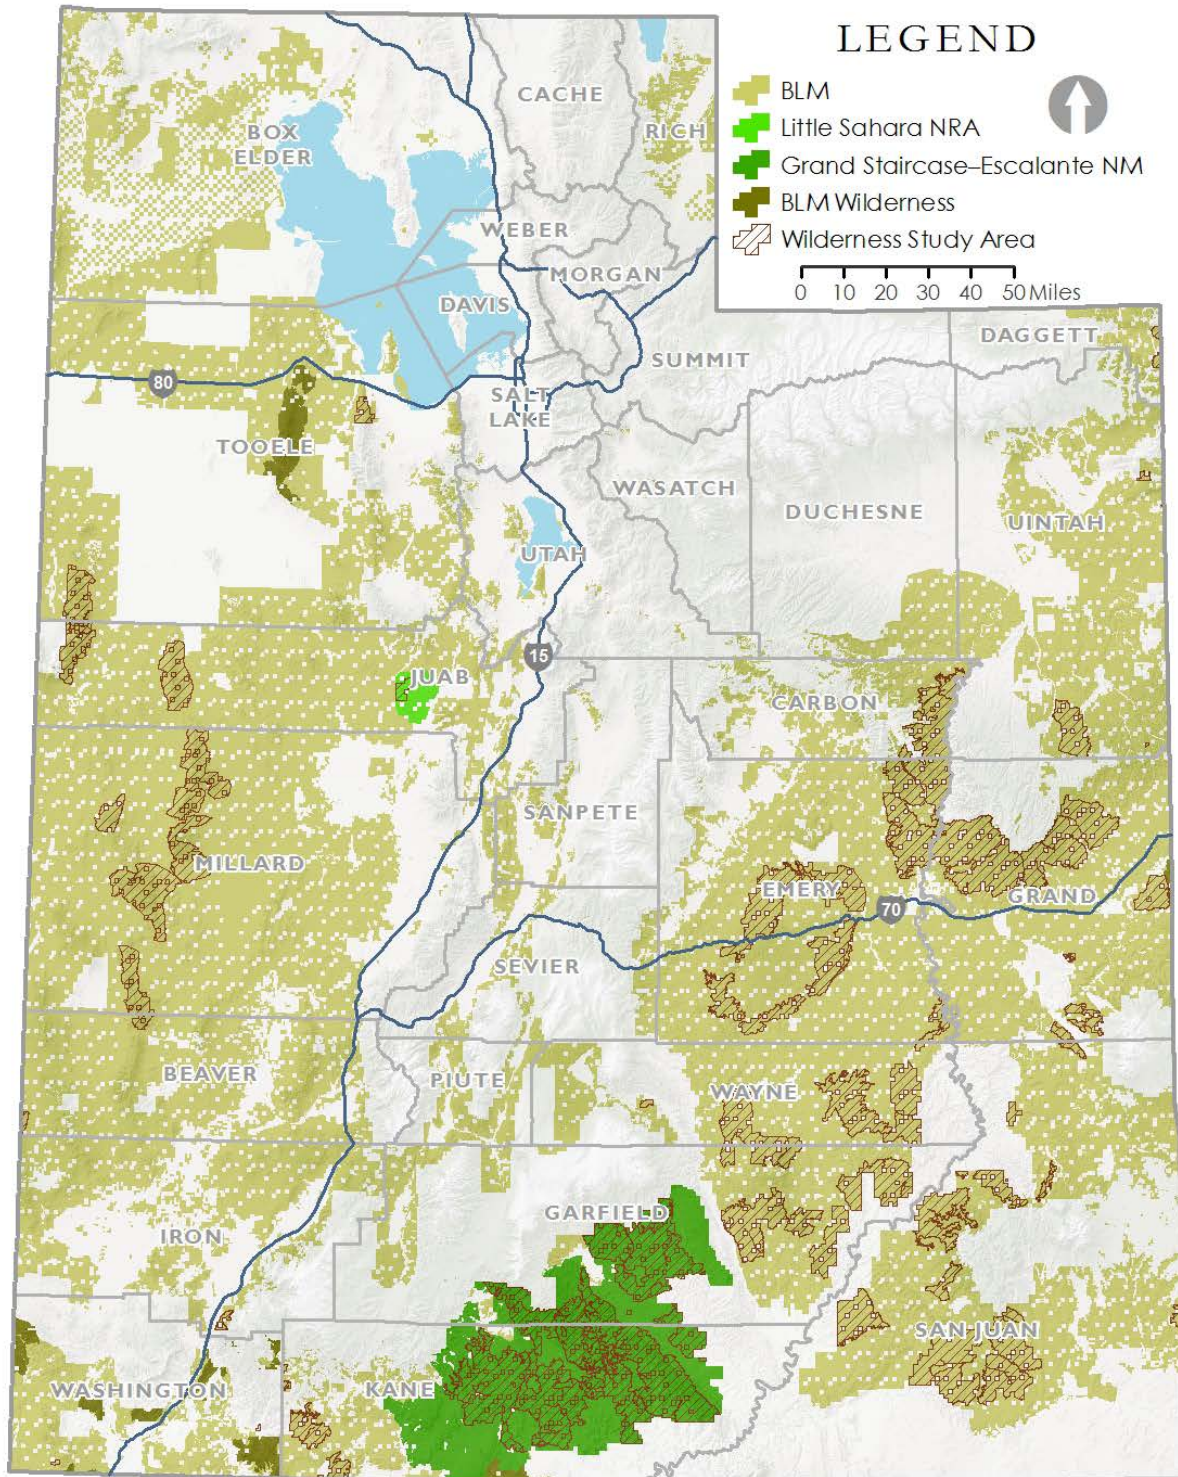 LEGEND
BLM
Little Sahara NRA
Grand Staircase–Escalante NM
BLM Wilderness
Wilderness Study Area
0 10 20 30 40 50 Miles
CACHE
BOX
ELDER
RICH
WEBER
MORGAN
DAVIS
DAGGETT
SUMMIT
80
SALT
LAKE
TOOELE
WASATCH
DUCHESNE
UINTAH
UTAH
15
JUAB
CARBON
SANPETE
MILLARD
EMERY
GRAND
70
SEVIER
BEAVER
PIUTE
WAYNE
GARFIELD
IRON
SAN JUAN
WASHINGTON
KANE